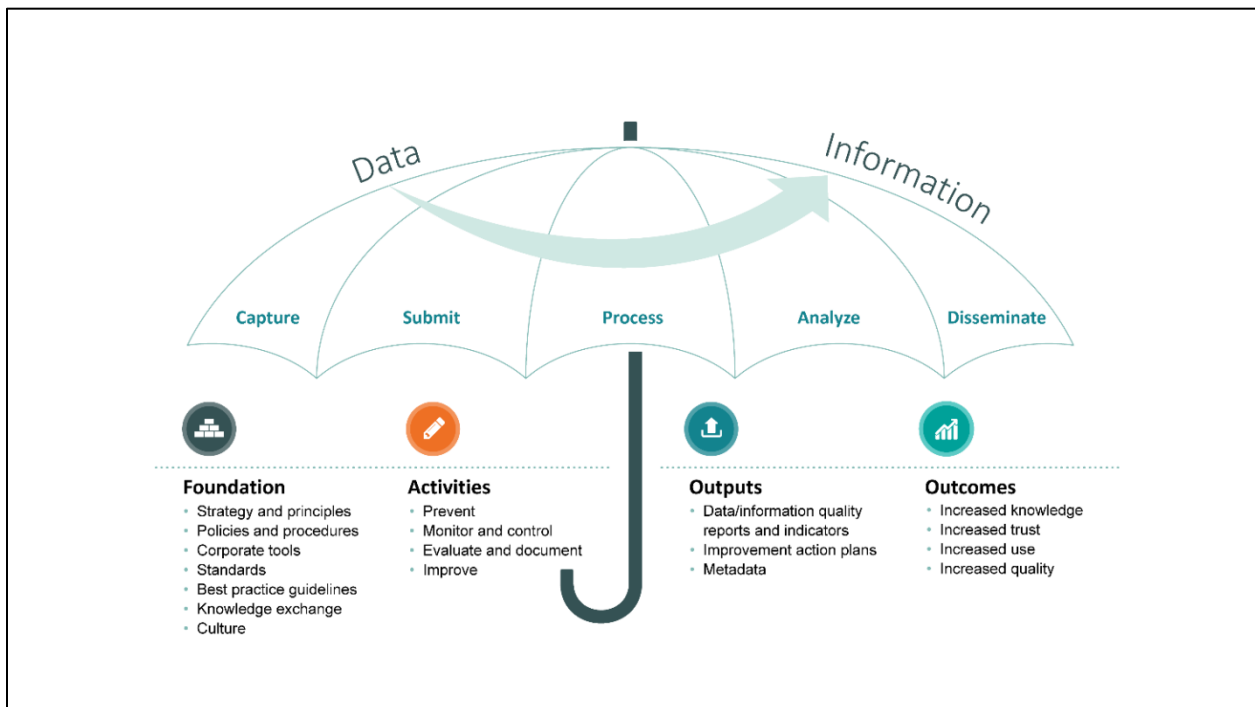 Data
Information
Capture
Submit
Process
Analyze
Disseminate
Foundation
• Strategy and principles
• Policies and procedures
• Corporate tools
• Standards
• Best practice guidelines
• Knowledge exchange
• Culture
Activities
• Prevent
• Monitor and control
• Evaluate and document
• Improve
Outputs
• Data/information quality
reports and indicators
• Improvement action plans
• Metadata
Outcomes
• Increased knowledge
• Increased trust
• Increased use
• Increased quality